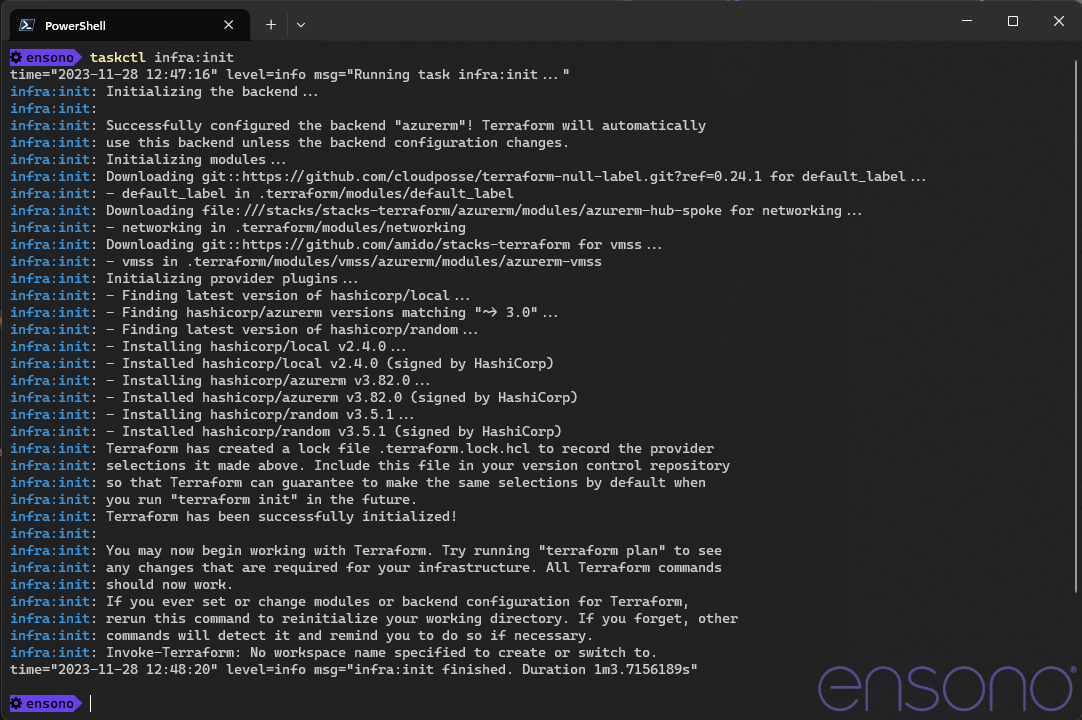 PowerShell
ensono taskctl infra:init
time="2023-11-28 12:47:16" level=info msg="Running task infra:init..."
infra:init: Initializing the backend...
infra:init:
infra:init: Successfully configured the backend "azurerm"! Terraform will automatically
infra:init: use this backend unless the backend configuration changes.
infra:init: Initializing modules...
infra:init: Downloading git::https://github.com/cloudposse/terraform-null-label.git?ref=0.24.1 for default_label...
infra:init: - default_label in .terraform/modules/default_label
infra:init: Downloading file:///stacks/stacks-terraform/azurerm/modules/azurerm-hub-spoke for networking...
infra:init: - networking in .terraform/modules/networking
infra:init: Downloading git::https://github.com/amido/stacks-terraform for vmss...
infra:init: - vmss in .terraform/modules/vmss/azurerm/modules/azurerm-vmss
infra:init: Initializing provider plugins...
infra:init: - Finding latest version of hashicorp/local...
infra:init: - Finding hashicorp/azurerm versions matching "~> 3.0"...
infra:init: - Finding latest version of hashicorp/random...
infra:init: - Installing hashicorp/local v2.4.0...
infra:init: - Installed hashicorp/local v2.4.0 (signed by HashiCorp)
infra:init: - Installing hashicorp/azurerm v3.82.0...
infra:init: - Installed hashicorp/azurerm v3.82.0 (signed by HashiCorp)
infra:init: - Installing hashicorp/random v3.5.1...
infra:init: - Installed hashicorp/random v3.5.1 (signed by HashiCorp)
infra:init: Terraform has created a lock file .terraform.lock.hcl to record the provider
infra:init: selections it made above. Include this file in your version control repository
infra:init: so that Terraform can guarantee to make the same selections by default when
infra:init: you run "terraform init" in the future.
infra:init: Terraform has been successfully initialized!
infra:init:
infra:init: You may now begin working with Terraform. Try running "terraform plan" to see
infra:init: any changes that are required for your infrastructure. All Terraform commands
infra:init: should now work.
infra:init: If you ever set or change modules or backend configuration for Terraform,
infra:init: rerun this command to reinitialize your working directory. If you forget, other
infra:init: commands will detect it and remind you to do so if necessary.
infra:init: Invoke-Terraform: No workspace name specified to create or switch to.
time="2023-11-28 12:48:20" level=info msg="infra:init finished. Duration 1m3.7156189s"
ensono
ensono®